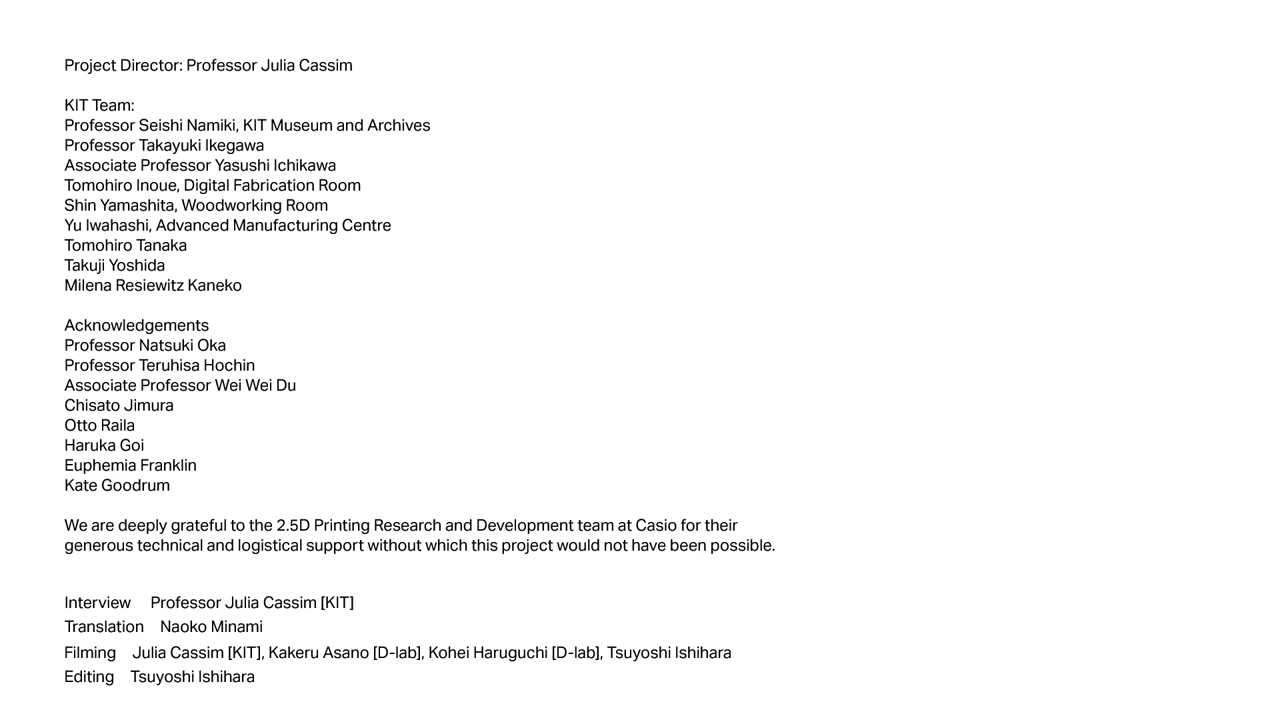 Project Director: Professor Julia Cassim
KIT Team:
Professor Seishi Namiki, KIT Museum and Archives
Professor Takayuki Ikegawa
Associate Professor Yasushi Ichikawa
Tomohiro Inoue, Digital Fabrication Room
Shin Yamashita, Woodworking Room
Yu Iwahashi, Advanced Manufacturing Centre
Tomohiro Tanaka
Takuji Yoshida
Milena Resiewitz Kaneko
Acknowledgements
Professor Natsuki Oka
Professor Teruhisa Hochin
Associate Professor Wei Wei Du
Chisato Jimura
Otto Raila
Haruka Goi
Euphemia Franklin
Kate Goodrum
We are deeply grateful to the 2.5D Printing Research and Development team at Casio for their
generous technical and logistical support without which this project would not have been possible.
Interview Professor Julia Cassim [KIT]
Translation Naoko Minami
Filming Julia Cassim [KIT], Kakeru Asano [D-lab], Kohei Haruguchi [D-lab], Tsuyoshi Ishihara
Editing Tsuyoshi Ishihara